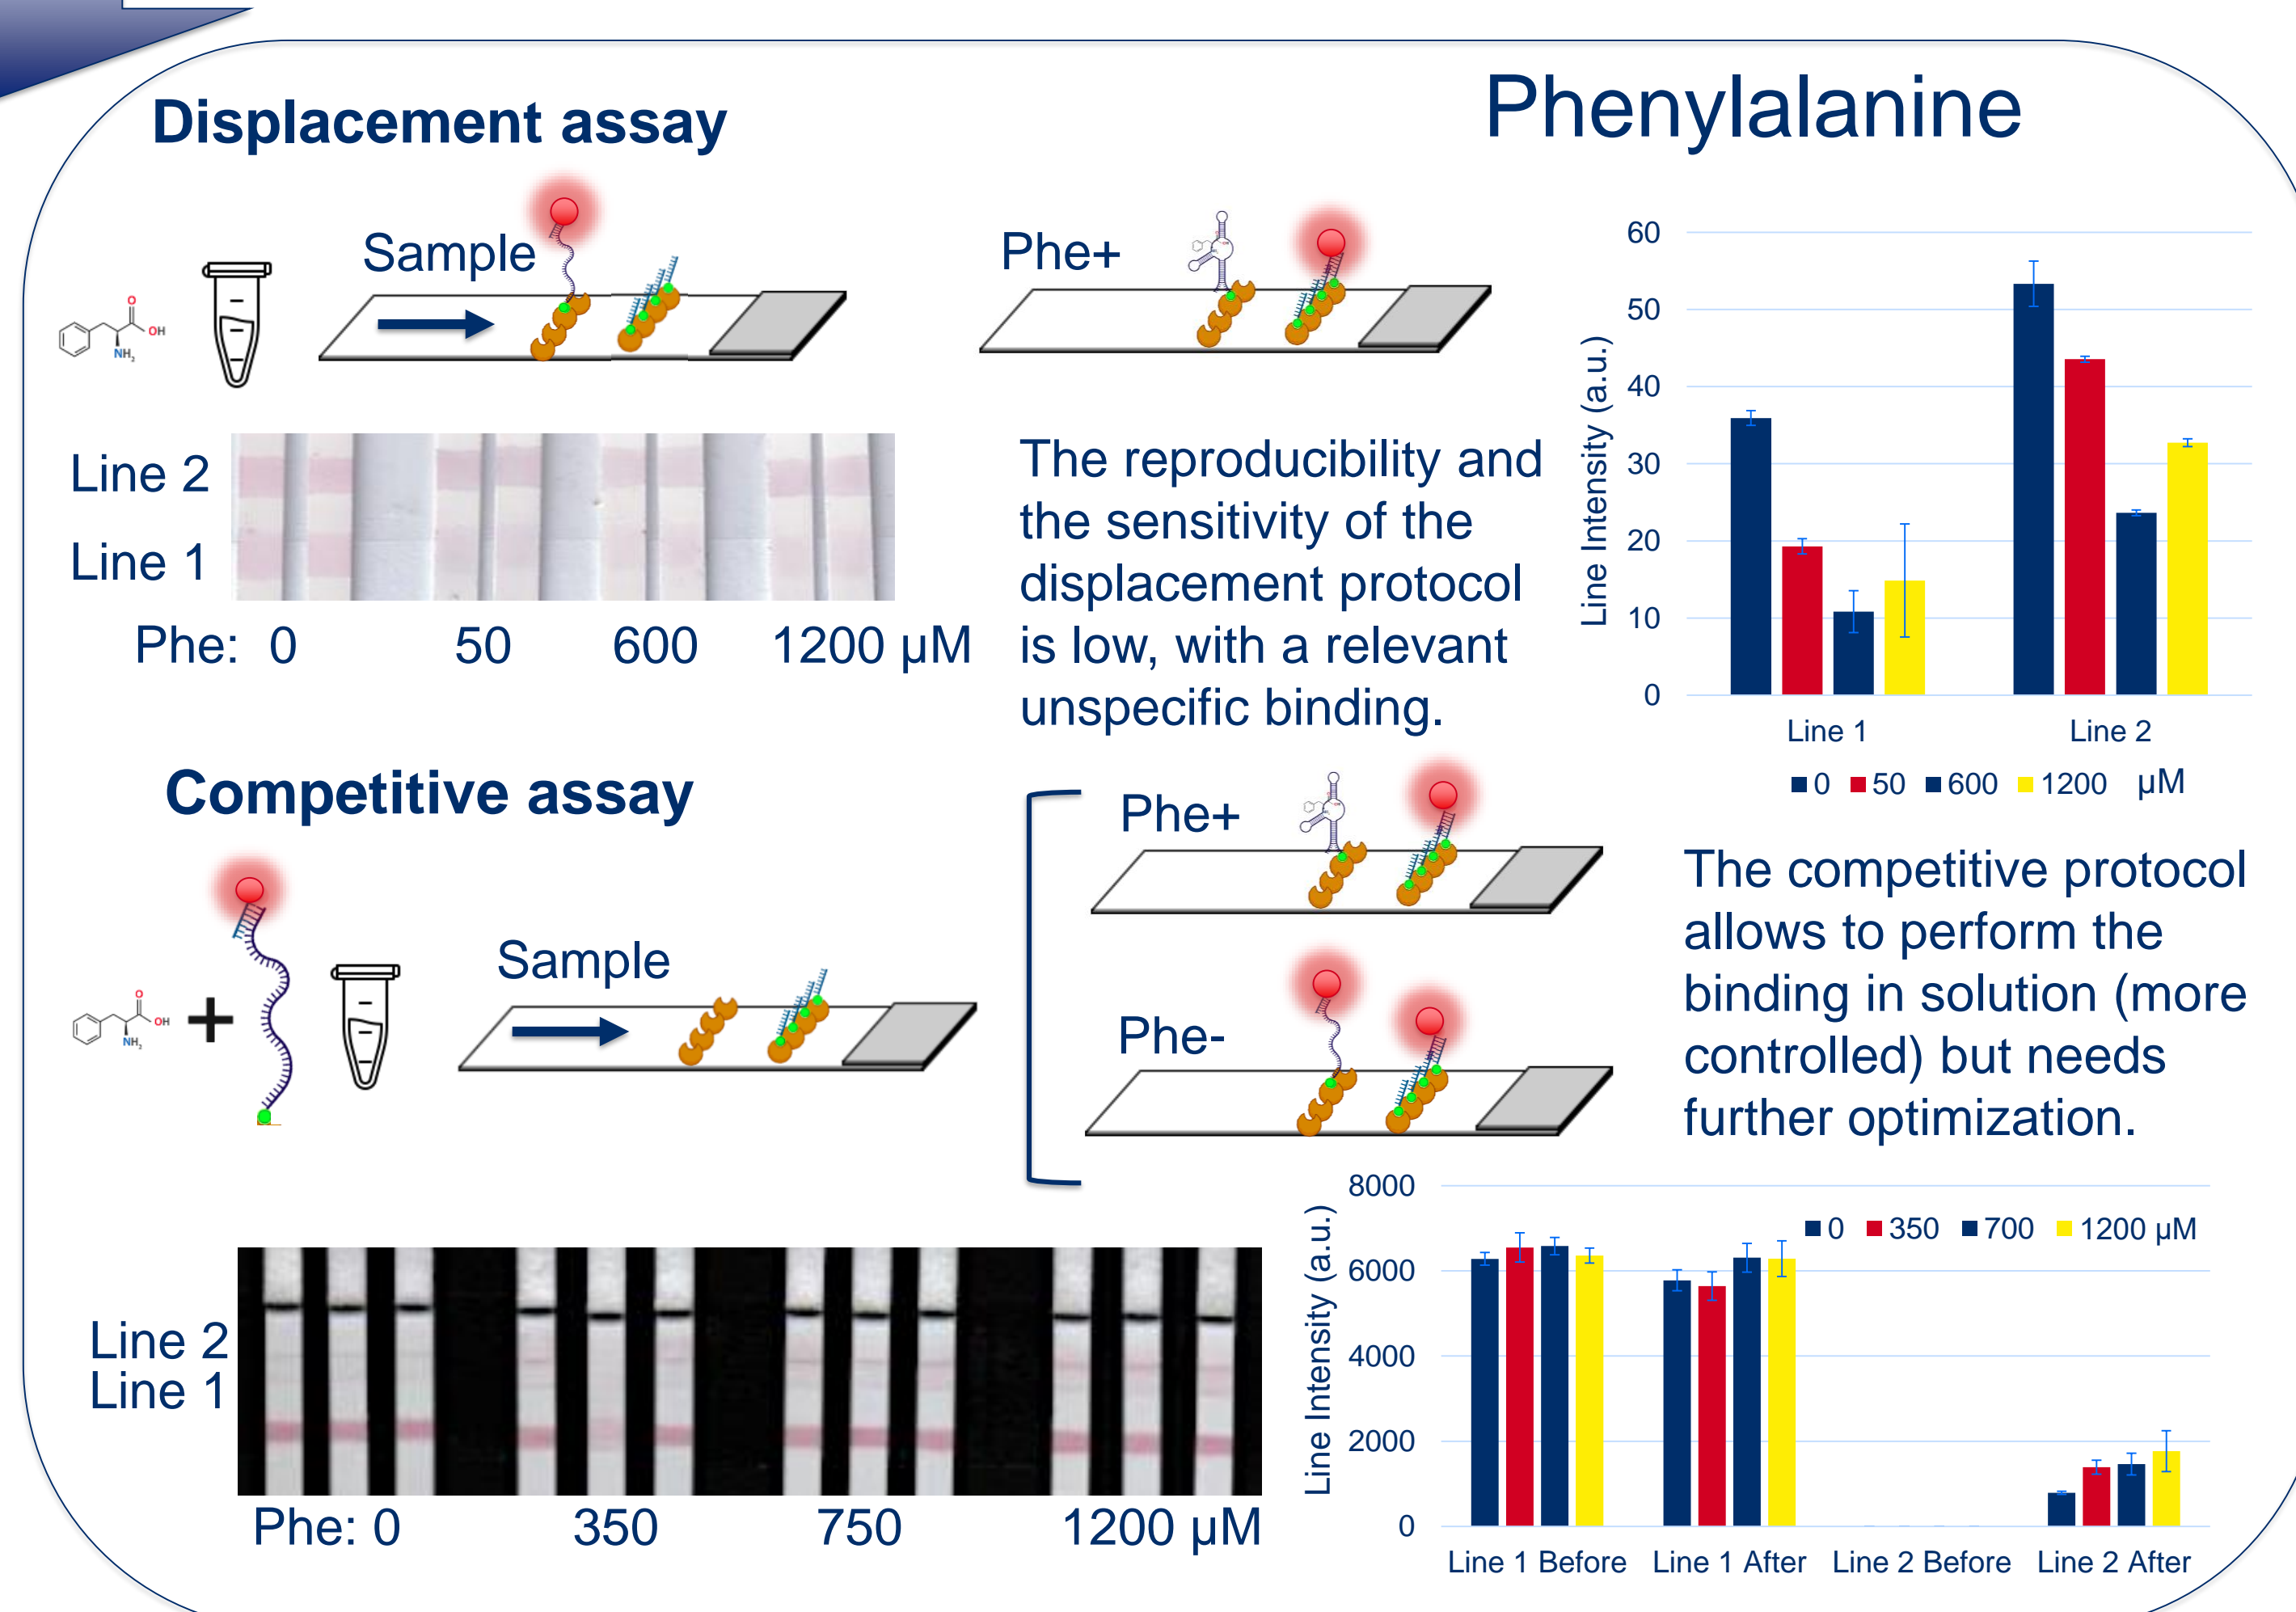 Phenylalanine
Displacement assay
Sample
O
OH
NH2
Phe+
Line 2
Line 1
Phe: 0 50 600 1200 µM
The reproducibility and
the sensitivity of the
displacement protocol
is low, with a relevant
unspecific binding.
Line Intensity (a.u.)
60
50
40
30
20
10
0
Line 1 Line 2
0 50 600 1200 µM
Competitive assay
O
OH
NH2
Sample
Phe+
Phe-
The competitive protocol
allows to perform the
binding in solution (more
controlled) but needs
further optimization.
Line 2
Line 1
Phe: 0 350 750 1200 µM
Line Intensity (a.u.)
8000
6000
4000
2000
0
0 350 700 1200 µM
Line 1 Before Line 1 After Line 2 Before Line 2 After